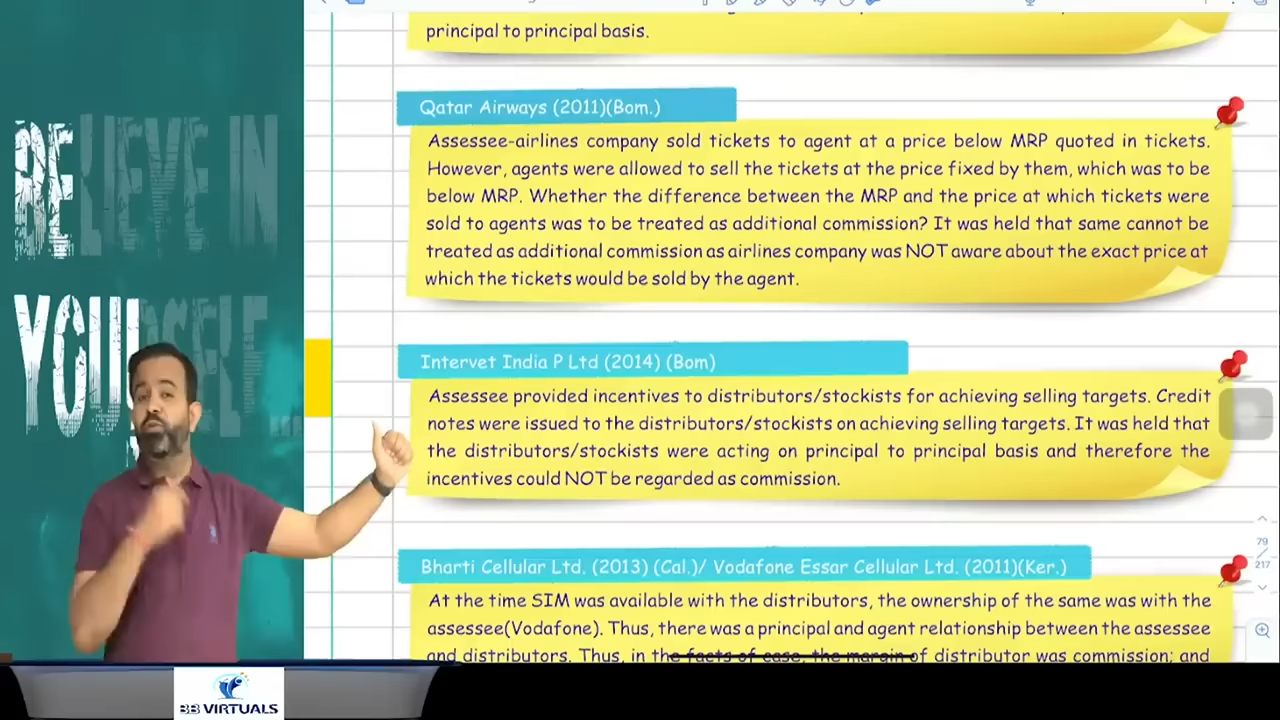 principal to principal basis.
Qatar Airways (2011)(Bom.)
Assessee-airlines company sold tickets to agent at a price below MRP quoted in tickets.
However, agents were allowed to sell the tickets at the price fixed by them, which was to be
below MRP. Whether the difference between the MRP and the price at which tickets were
sold to agents was to be treated as additional commission? It was held that same cannot be
treated as additional commission as airlines company was NOT aware about the exact price at
which the tickets would be sold by the agent.
Intervet India P Ltd (2014) (Bom)
Assessee provided incentives to distributors/stockists for achieving selling targets. Credit
notes were issued to the distributors/stockists on achieving selling targets. It was held that
the distributors/stockists were acting on principal to principal basis and therefore the
incentives could NOT be regarded as commission.
Bharti Cellular Ltd. (2013) (Cal.)/ Vodafone Essar Cellular Ltd. (2011)(Ker.)
At the time SIM was available with the distributors, the ownership of the same was with the
assessee(Vodafone). Thus, there was a principal and agent relationship between the assessee
and distributors. Thus, in the facts of case, the margin of distributor was commission; and
BELIEVE IN
YOURSELF...
79
217
BB VIRTUALS